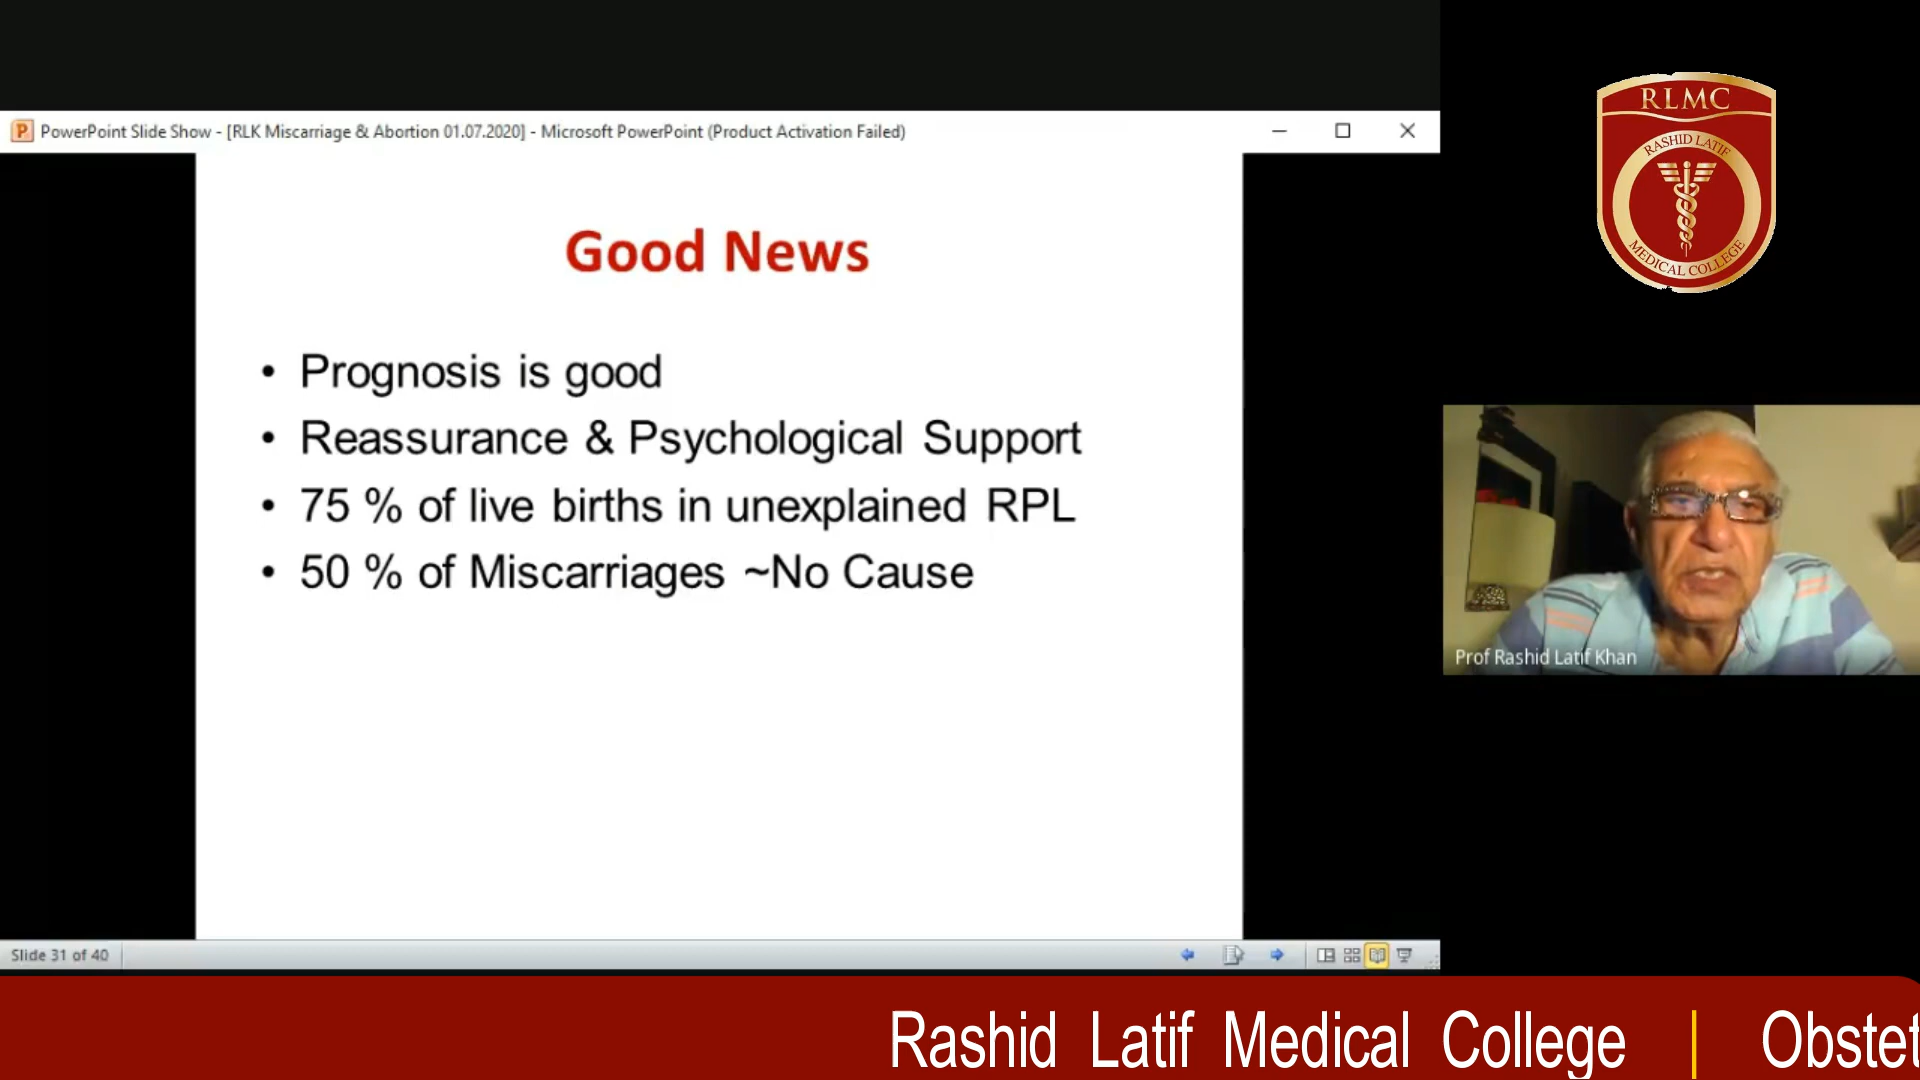 PowerPoint Slide Show - [RLK Miscarriage & Abortion 01.07.2020] - Microsoft PowerPoint (Product Activation Failed)
Good News
• Prognosis is good
• Reassurance & Psychological Support
• 75 % of live births in unexplained RPL
• 50 % of Miscarriages ~No Cause
Slide 31 of 40
RLMC
RASHID LATIF
MEDICAL COLLEGE
Prof Rashid Latif Khan
Rashid Latif Medical College | Obstet